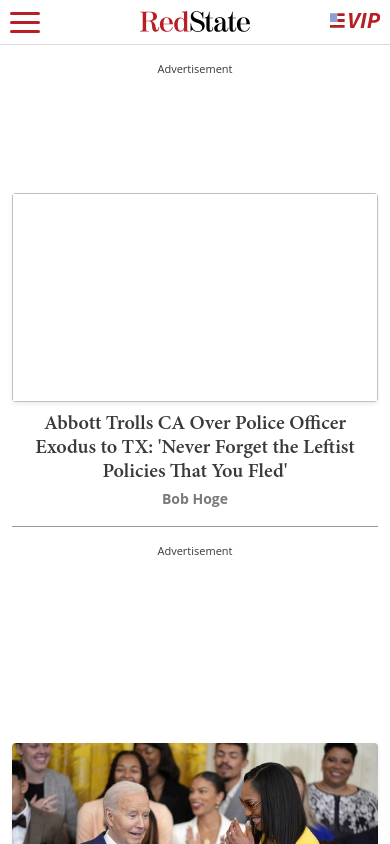 RedState
VIP
Advertisement
Abbott Trolls CA Over Police Officer
Exodus to TX: 'Never Forget the Leftist
Policies That You Fled'
Bob Hoge
Advertisement